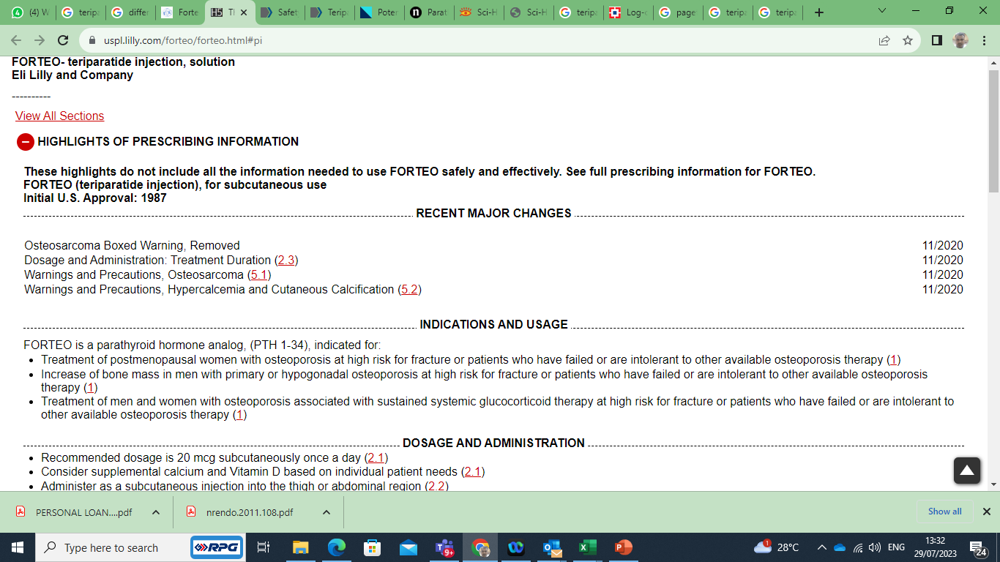 (4) W
teripa
differ
Forte
Th
Safet
Terip
Poter
Parat
Sci-H
Sci-H
teripa
Log-o
page
teripa
teripa
uspl.lilly.com/forteo/forteo.html#pi
FORTEO- teriparatide injection, solution
Eli Lilly and Company
----------
View All Sections
HIGHLIGHTS OF PRESCRIBING INFORMATION
These highlights do not include all the information needed to use FORTEO safely and effectively. See full prescribing information for FORTEO.
FORTEO (teriparatide injection), for subcutaneous use
Initial U.S. Approval: 1987
RECENT MAJOR CHANGES
Osteosarcoma Boxed Warning, Removed 11/2020
Dosage and Administration: Treatment Duration (2.3) 11/2020
Warnings and Precautions, Osteosarcoma (5.1) 11/2020
Warnings and Precautions, Hypercalcemia and Cutaneous Calcification (5.2) 11/2020
INDICATIONS AND USAGE
FORTEO is a parathyroid hormone analog, (PTH 1-34), indicated for:
• Treatment of postmenopausal women with osteoporosis at high risk for fracture or patients who have failed or are intolerant to other available osteoporosis therapy (1)
• Increase of bone mass in men with primary or hypogonadal osteoporosis at high risk for fracture or patients who have failed or are intolerant to other available osteoporosis
therapy (1)
• Treatment of men and women with osteoporosis associated with sustained systemic glucocorticoid therapy at high risk for fracture or patients who have failed or are intolerant to
other available osteoporosis therapy (1)
DOSAGE AND ADMINISTRATION
• Recommended dosage is 20 mcg subcutaneously once a day (2.1)
• Consider supplemental calcium and Vitamin D based on individual patient needs (2.1)
• Administer as a subcutaneous injection into the thigh or abdominal region (2.2)
PERSONAL LOAN....pdf
nrendo.2011.108.pdf
Show all
Type here to search
RPG
9+
1
28°C
ENG
13:32
29/07/2023
24